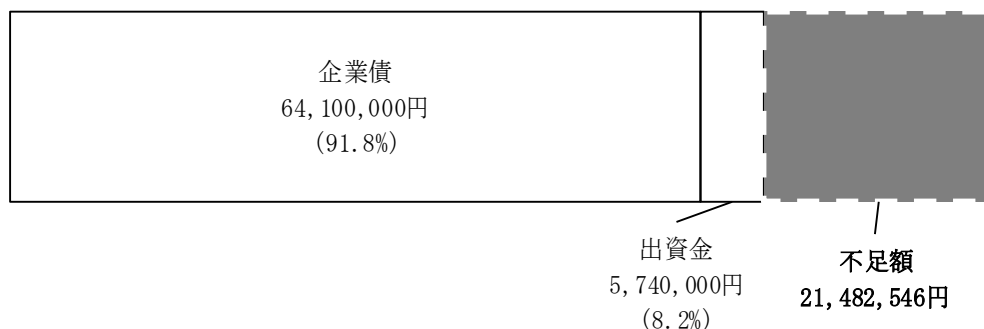 企業債
64,100,000円
(91.8%)
出資金
5,740,000円
(8.2%)
不足額
21,482,546円